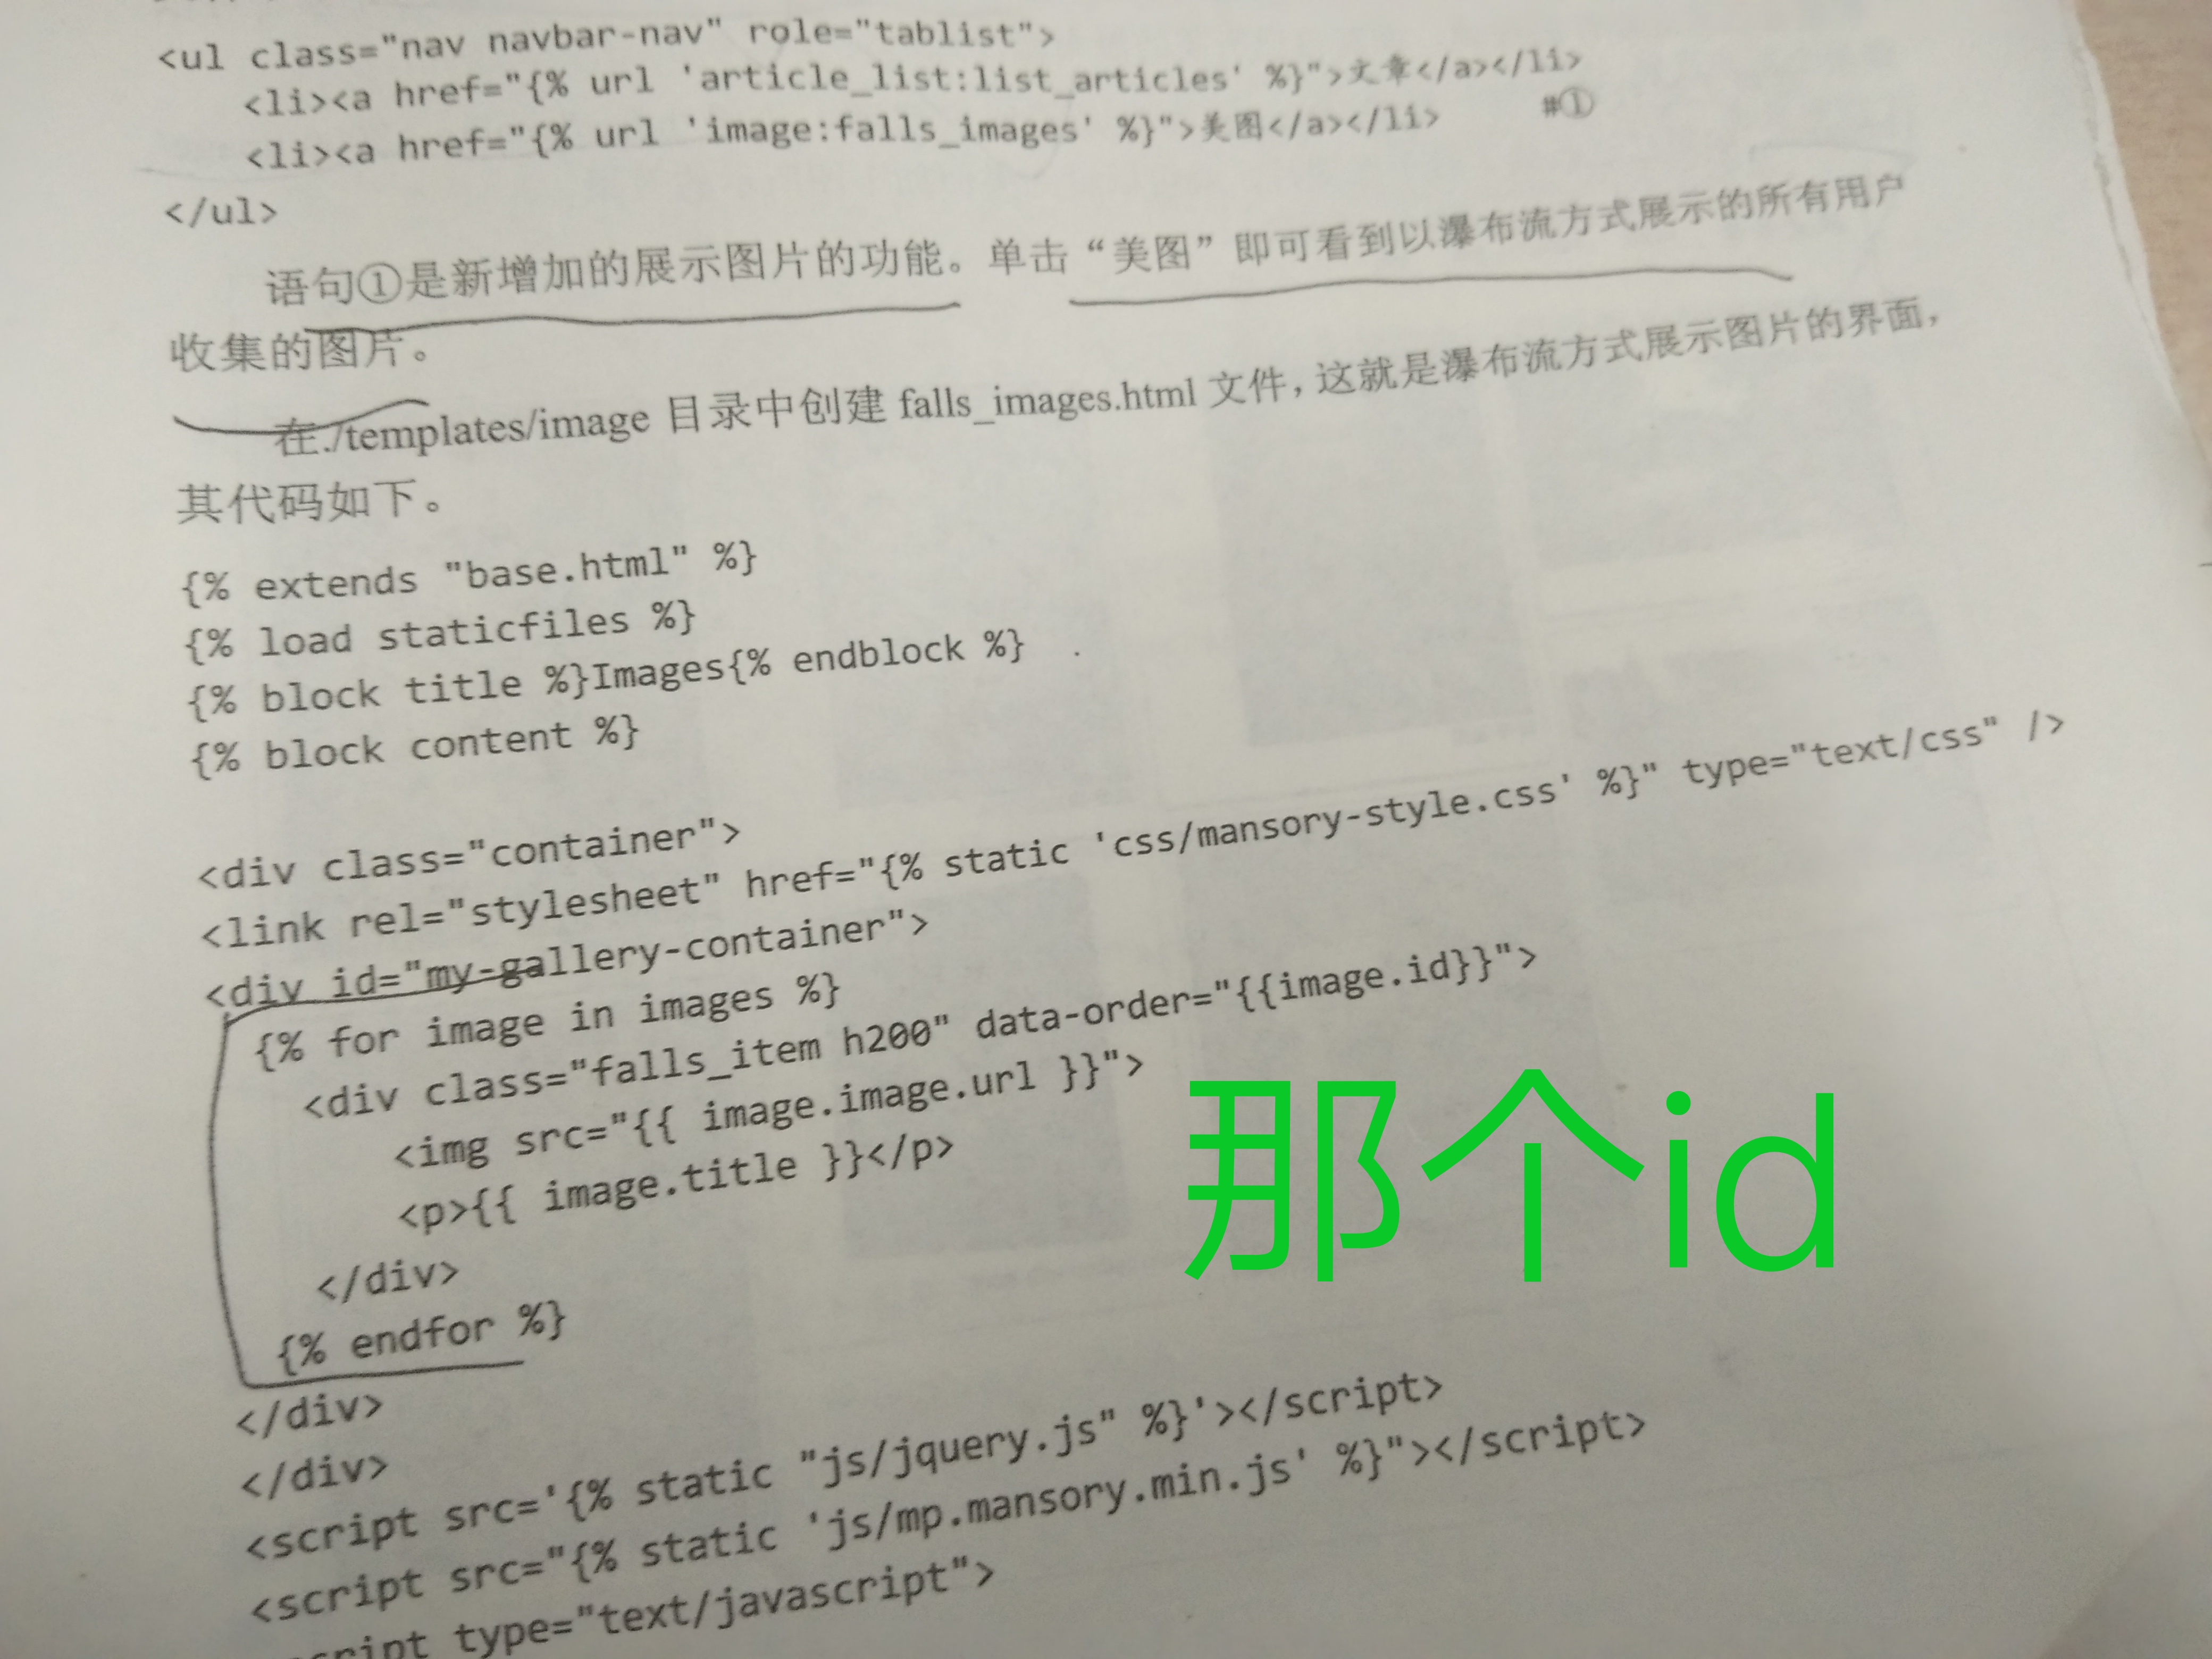 <ul class="nav navbar-nav" role="tablist">
<li><a href="{% url 'article_list:list_articles' %}">文章</a></li>
<li><a href="{% url 'image:falls_images' %}">美图</a></li> #①
</ul>
语句①是新增加的展示图片的功能。单击“美图”即可看到以瀑布流方式展示的所有用户
收集的图片。
在./templates/image 目录中创建 falls_images.html 文件，这就是瀑布流方式展示图片的界面，
其代码如下。
{% extends "base.html" %}
{% load staticfiles %}
{% block title %}Images{% endblock %}
{% block content %}
<div class="container">
<link rel="stylesheet" href="{% static 'css/mansory-style.css' %}" type="text/css" />
<div id="my-gallery-container">
{% for image in images %}
<div class="falls_item h200" data-order="{{image.id}}">
<img src="{{ image.image.url }}">
<p>{{ image.title }}</p>
</div>
{% endfor %}
</div>
</div>
<script src='{% static "js/jquery.js" %}'></script>
<script src="{% static 'js/mp.mansory.min.js' %}"></script>
type="text/javascript">
那个id